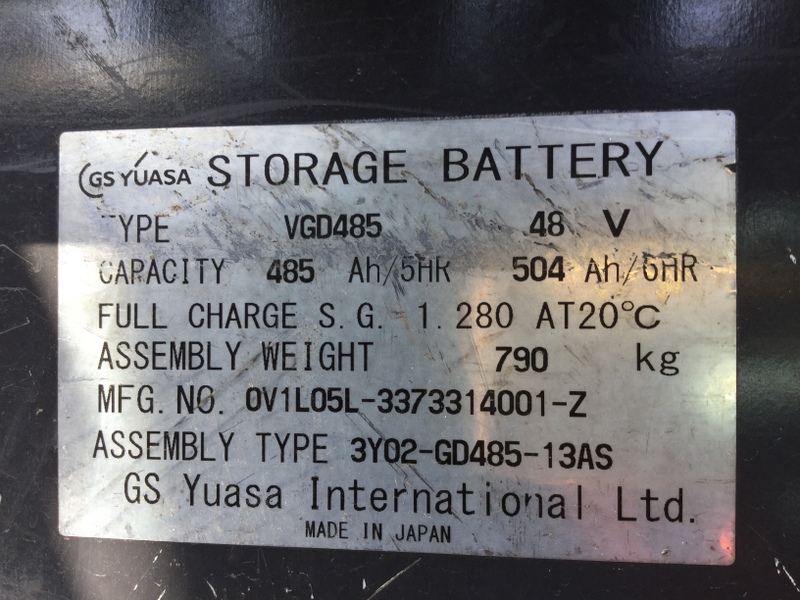 GS YUASA STORAGE BATTERY
TYPE VGD485 48 V
CAPACITY 485 Ah/5HR 504 Ah/6HR
FULL CHARGE S.G. 1.280 AT20℃
ASSEMBLY WEIGHT 790 kg
MFG.NO. 0V1L05L-3373314001-Z
ASSEMBLY TYPE 3Y02-GD485-13AS
GS Yuasa International Ltd.
MADE IN JAPAN